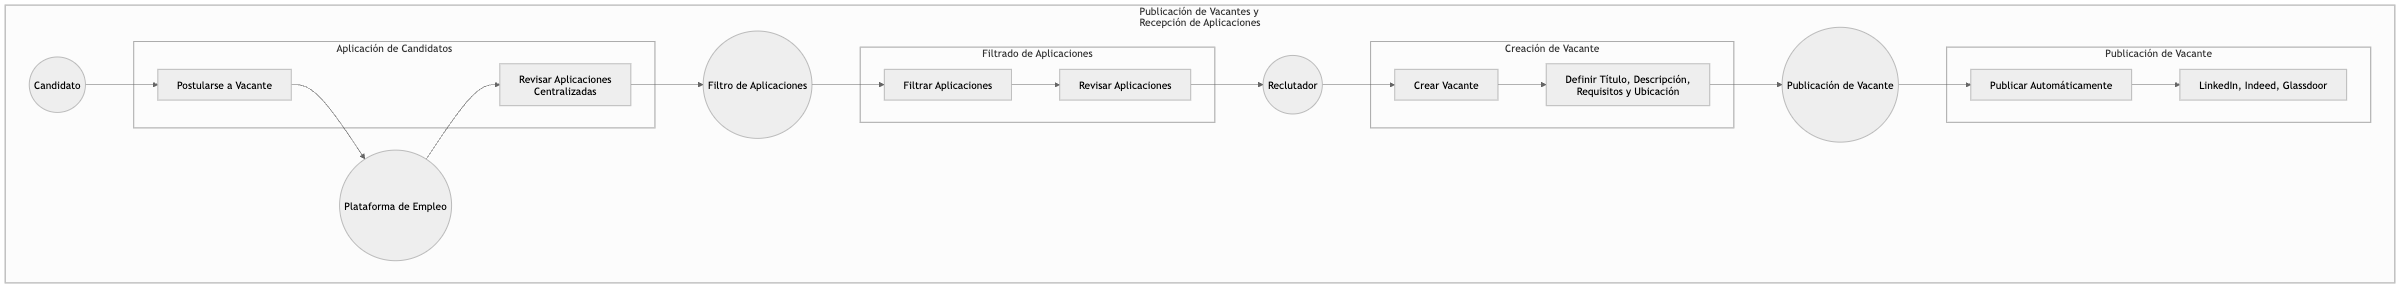 Publicación de Vacantes y
Recepción de Aplicaciones
Candidato
Aplicación de Candidatos
Postularse a Vacante
Revisar Aplicaciones
Centralizadas
Plataforma de Empleo
Filtro de Aplicaciones
Filtrado de Aplicaciones
Filtrar Aplicaciones
Revisar Aplicaciones
Reclutador
Creación de Vacante
Crear Vacante
Definir Título, Descripción,
Requisitos y Ubicación
Publicación de Vacante
Publicación de Vacante
Publicar Automáticamente
LinkedIn, Indeed, Glassdoor